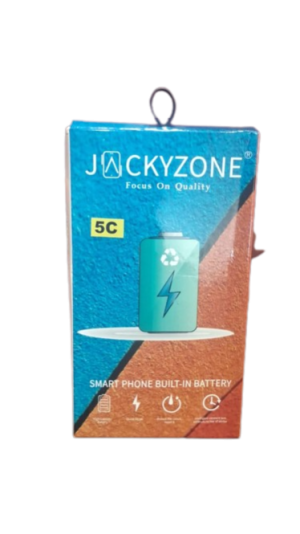 JACKYZONE®
Focus On Quality
5C
SMART PHONE BUILT-IN BATTERY